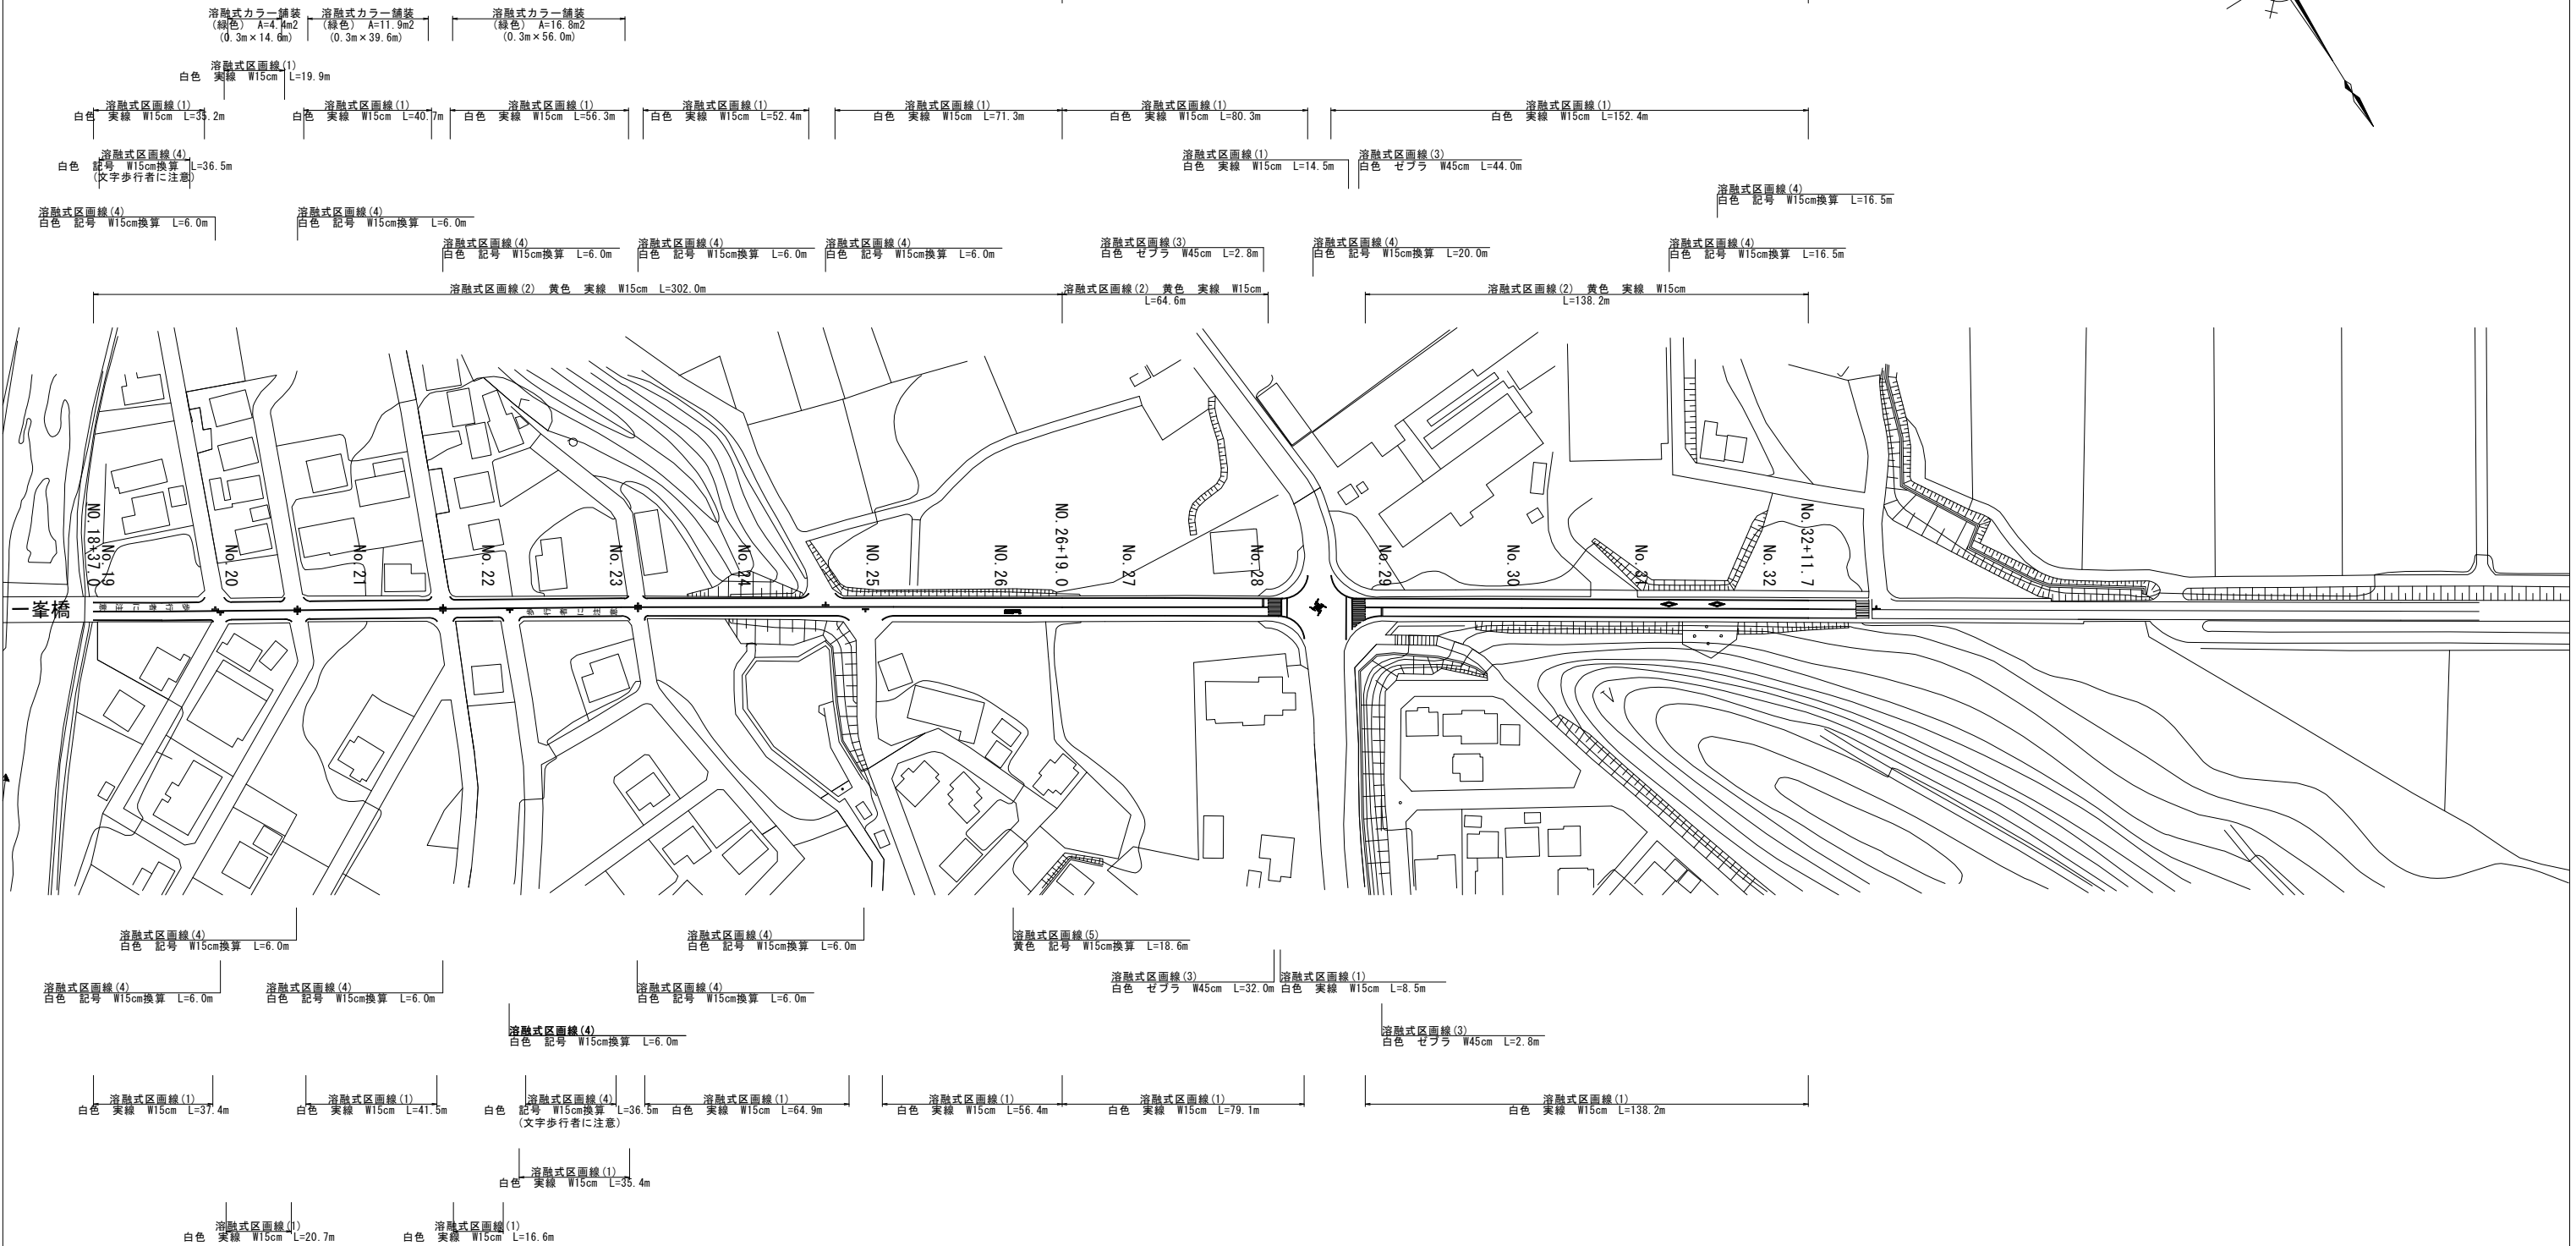 溶融式カラー舗装
(緑色) A=4.4m2
(0.3m×14.6m)
溶融式カラー舗装
(緑色) A=11.9m2
(0.3m×39.6m)
溶融式カラー舗装
(緑色) A=16.8m2
(0.3m×56.0m)
溶融式区画線(1)
白色 実線 W15cm L=19.9m
溶融式区画線(1)
白色 実線 W15cm L=35.2m
溶融式区画線(1)
白色 実線 W15cm L=40.7m
溶融式区画線(1)
白色 実線 W15cm L=56.3m
溶融式区画線(1)
白色 実線 W15cm L=52.4m
溶融式区画線(1)
白色 実線 W15cm L=71.3m
溶融式区画線(1)
白色 実線 W15cm L=80.3m
溶融式区画線(1)
白色 実線 W15cm L=152.4m
溶融式区画線(4)
白色 記号 W15cm換算 L=36.5m
(文字歩行者に注意)
溶融式区画線(1)
白色 実線 W15cm L=14.5m
溶融式区画線(3)
白色 ゼブラ W45cm L=44.0m
溶融式区画線(4)
白色 記号 W15cm換算 L=16.5m
溶融式区画線(4)
白色 記号 W15cm換算 L=6.0m
溶融式区画線(4)
白色 記号 W15cm換算 L=6.0m
溶融式区画線(4)
白色 記号 W15cm換算 L=6.0m
溶融式区画線(4)
白色 記号 W15cm換算 L=6.0m
溶融式区画線(4)
白色 記号 W15cm換算 L=6.0m
溶融式区画線(3)
白色 ゼブラ W45cm L=2.8m
溶融式区画線(4)
白色 記号 W15cm換算 L=20.0m
溶融式区画線(4)
白色 記号 W15cm換算 L=16.5m
溶融式区画線(2) 黄色 実線 W15cm L=302.0m
溶融式区画線(2) 黄色 実線 W15cm
L=64.6m
溶融式区画線(2) 黄色 実線 W15cm
L=138.2m
NO.18+37.0
No.19
No.20
No.21
No.22
No.23
No.24
No.25
No.26
NO.26+19.0
No.27
No.28
No.29
No.30
No.31
No.32
No.32+11.7
一峯橋
歩行者に注意
歩行者に注意
溶融式区画線(4)
白色 記号 W15cm換算 L=6.0m
溶融式区画線(4)
白色 記号 W15cm換算 L=6.0m
溶融式区画線(5)
黄色 記号 W15cm換算 L=18.6m
溶融式区画線(3)
白色 ゼブラ W45cm L=32.0m
溶融式区画線(1)
白色 実線 W15cm L=8.5m
溶融式区画線(4)
白色 記号 W15cm換算 L=6.0m
溶融式区画線(4)
白色 記号 W15cm換算 L=6.0m
溶融式区画線(4)
白色 記号 W15cm換算 L=6.0m
溶融式区画線(4)
白色 記号 W15cm換算 L=6.0m
溶融式区画線(3)
白色 ゼブラ W45cm L=2.8m
溶融式区画線(1)
白色 実線 W15cm L=37.4m
溶融式区画線(1)
白色 実線 W15cm L=41.5m
溶融式区画線(4)
白色 記号 W15cm換算 L=36.5m
(文字歩行者に注意)
溶融式区画線(1)
白色 実線 W15cm L=64.9m
溶融式区画線(1)
白色 実線 W15cm L=56.4m
溶融式区画線(1)
白色 実線 W15cm L=79.1m
溶融式区画線(1)
白色 実線 W15cm L=138.2m
溶融式区画線(1)
白色 実線 W15cm L=35.4m
溶融式区画線(1)
白色 実線 W15cm L=20.7m
溶融式区画線(1)
白色 実線 W15cm L=16.6m